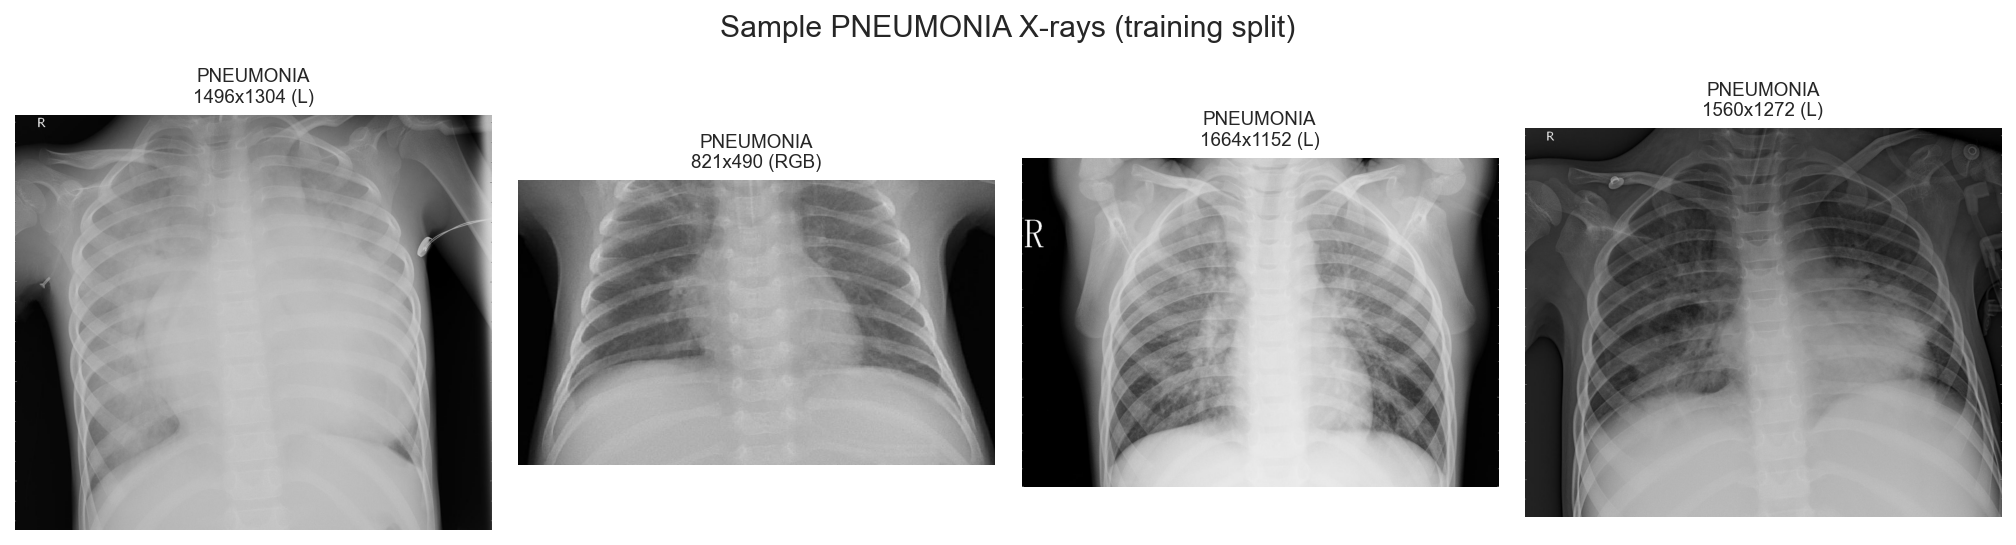 Sample PNEUMONIA X-rays (training split)
PNEUMONIA
1496x1304 (L)
R
PNEUMONIA
821x490 (RGB)
PNEUMONIA
1664x1152 (L)
R
PNEUMONIA
1560x1272 (L)
R